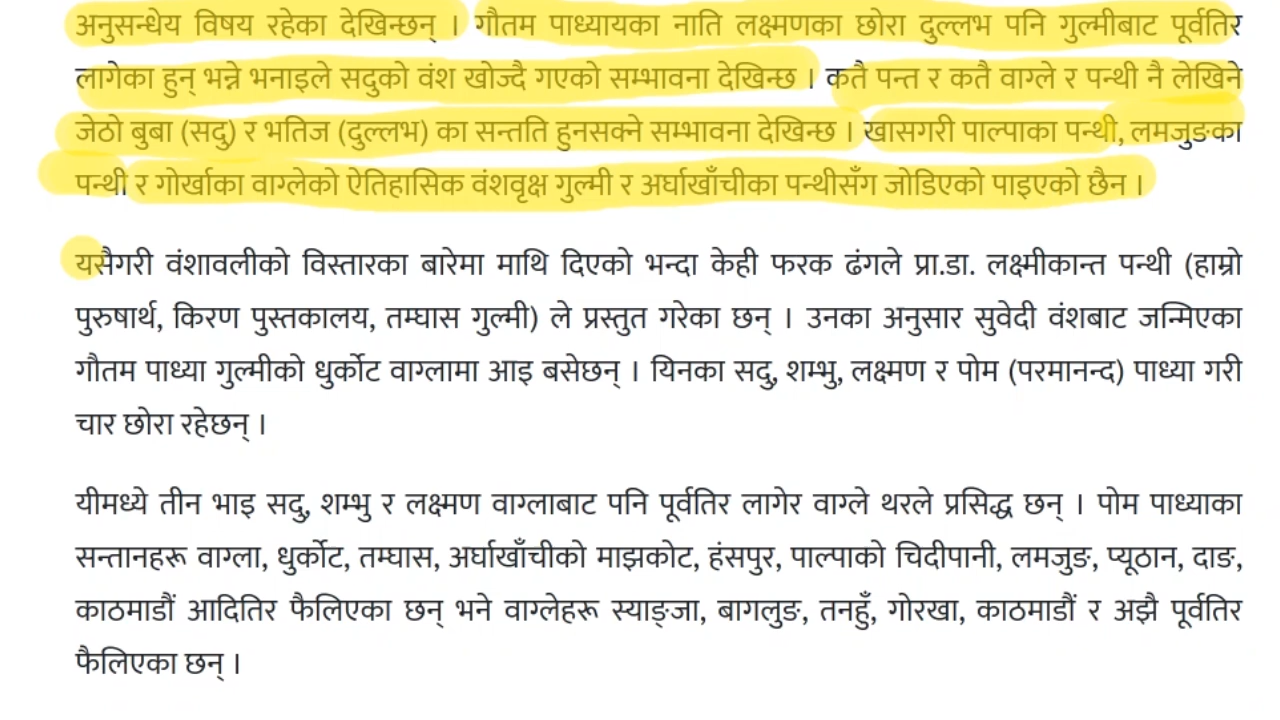 अनुसन्धेय विषय रहेका देखिन्छन् । गौतम पाध्यायका नाति लक्ष्मणका छोरा दुल्लभ पनि गुल्मीबाट पूर्वतिर
लागेका हुन् भन्ने भनाइले सदुको वंश खोज्दै गएको सम्भावना देखिन्छ । कतै पन्त र कतै वाग्ले र पन्थी नै लेखिने
जेठो बुबा (सदु) र भतिज (दुल्लभ) का सन्तति हुनसक्ने सम्भावना देखिन्छ । खासगरी पाल्पाका पन्थी, लमजुङका
पन्थी र गोर्खाका वाग्लेको ऐतिहासिक वंशवृक्ष गुल्मी र अर्घाखाँचीका पन्थीसँग जोडिएको पाइएको छैन ।
यसैगरी वंशावलीको विस्तारका बारेमा माथि दिएको भन्दा केही फरक ढंगले प्रा.डा. लक्ष्मीकान्त पन्थी (हाम्रो
पुरुषार्थ, किरण पुस्तकालय, तम्घास गुल्मी) ले प्रस्तुत गरेका छन् । उनका अनुसार सुवेदी वंशबाट जन्मिएका
गौतम पाध्या गुल्मीको धुर्कोट वाग्लामा आइ बसेछन् । यिनका सदु, शम्भु, लक्ष्मण र पोम (परमानन्द) पाध्या गरी
चार छोरा रहेछन् ।
यीमध्ये तीन भाइ सदु, शम्भु र लक्ष्मण वाग्लाबाट पनि पूर्वतिर लागेर वाग्ले थरले प्रसिद्ध छन् । पोम पाध्याका
सन्तानहरू वाग्ला, धुर्कोट, तम्घास, अर्घाखाँचीको माझकोट, हंसपुर, पाल्पाको चिदीपानी, लमजुङ, प्यूठान, दाङ,
काठमाडौं आदितिर फैलिएका छन् भने वाग्लेहरू स्याङ्जा, बागलुङ, तनहुँ, गोरखा, काठमाडौं र अझै पूर्वतिर
फैलिएका छन् ।